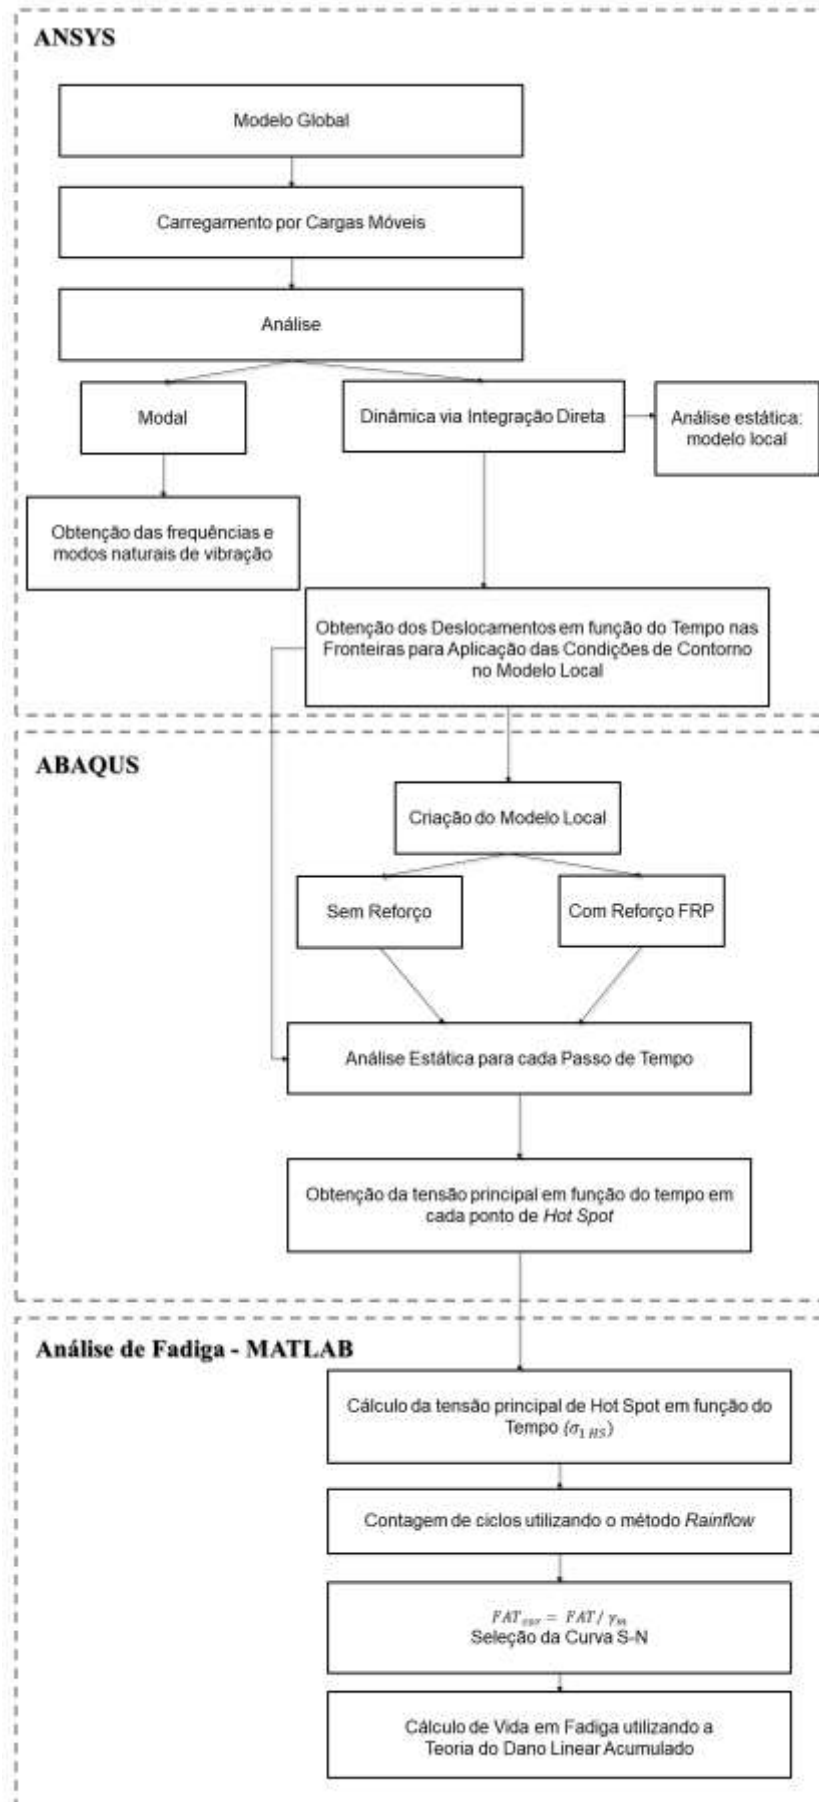 ANSYS
Modelo Global
Carregamento por Cargas Móveis
Análise
Modal
Dinâmica via Integração Direta
Análise estática:
modelo local
Obtenção das frequências e
modos naturais de vibração
Obtenção dos Deslocamentos em função do Tempo nas
Fronteiras para Aplicação das Condições de Contorno
no Modelo Local
ABAQUS
Criação do Modelo Local
Sem Reforço
Com Reforço FRP
Análise Estática para cada Passo de Tempo
Obtenção da tensão principal em função do tempo em
cada ponto de Hot Spot
Análise de Fadiga - MATLAB
Cálculo da tensão principal de Hot Spot em função do
Tempo (σ1 HS)
Contagem de ciclos utilizando o método Rainflow
FAT = FAT/ γm
Seleção da Curva S-N
Cálculo de Vida em Fadiga utilizando a
Teoria do Dano Linear Acumulado